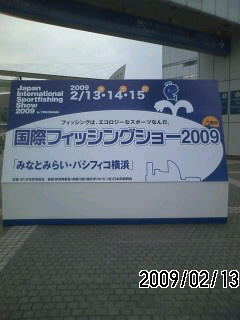 Japan
International
Sportfishing
Show
2009 in YOKOHAMA
2009
2/13・14・15
フィッシングは、エコロジーなスポーツなんだ。
国際フィッシングショー2009
「みなとみらい・パシフィコ横浜」
2009/02/13